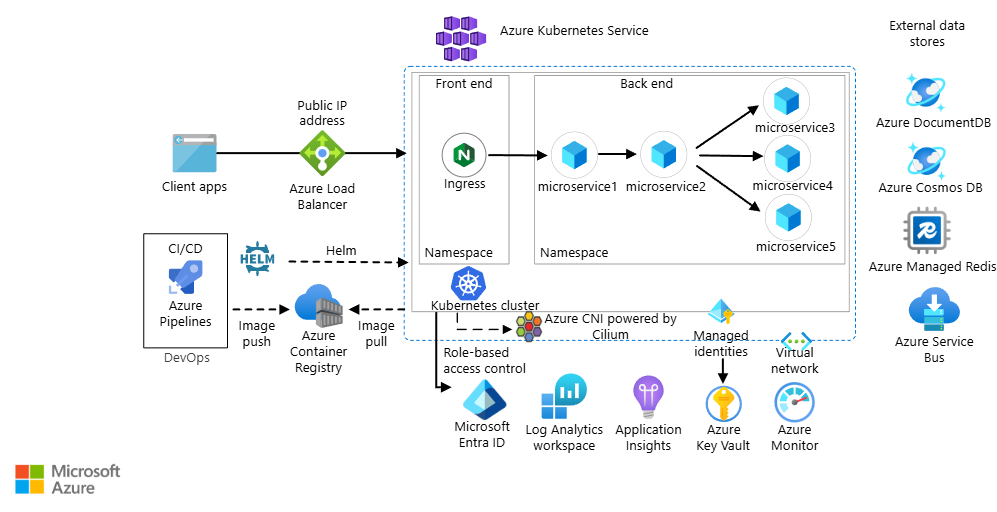 Azure Kubernetes Service
External data
stores
Front end
Back end
Public IP
address
Client apps
Azure Load
Balancer
Ingress
microservice1
microservice2
microservice3
microservice4
microservice5
Namespace
Namespace
Azure DocumentDB
Azure Cosmos DB
Azure Managed Redis
Azure Service
Bus
CI/CD
Azure
Pipelines
DevOps
HELM
Helm
Image
push
Azure
Container
Registry
Image
pull
Kubernetes cluster
Azure CNI powered by
Cilium
Managed
identities
Virtual
network
Role-based
access control
Microsoft
Entra ID
Log Analytics
workspace
Application
Insights
Azure
Key Vault
Azure
Monitor
Microsoft
Azure